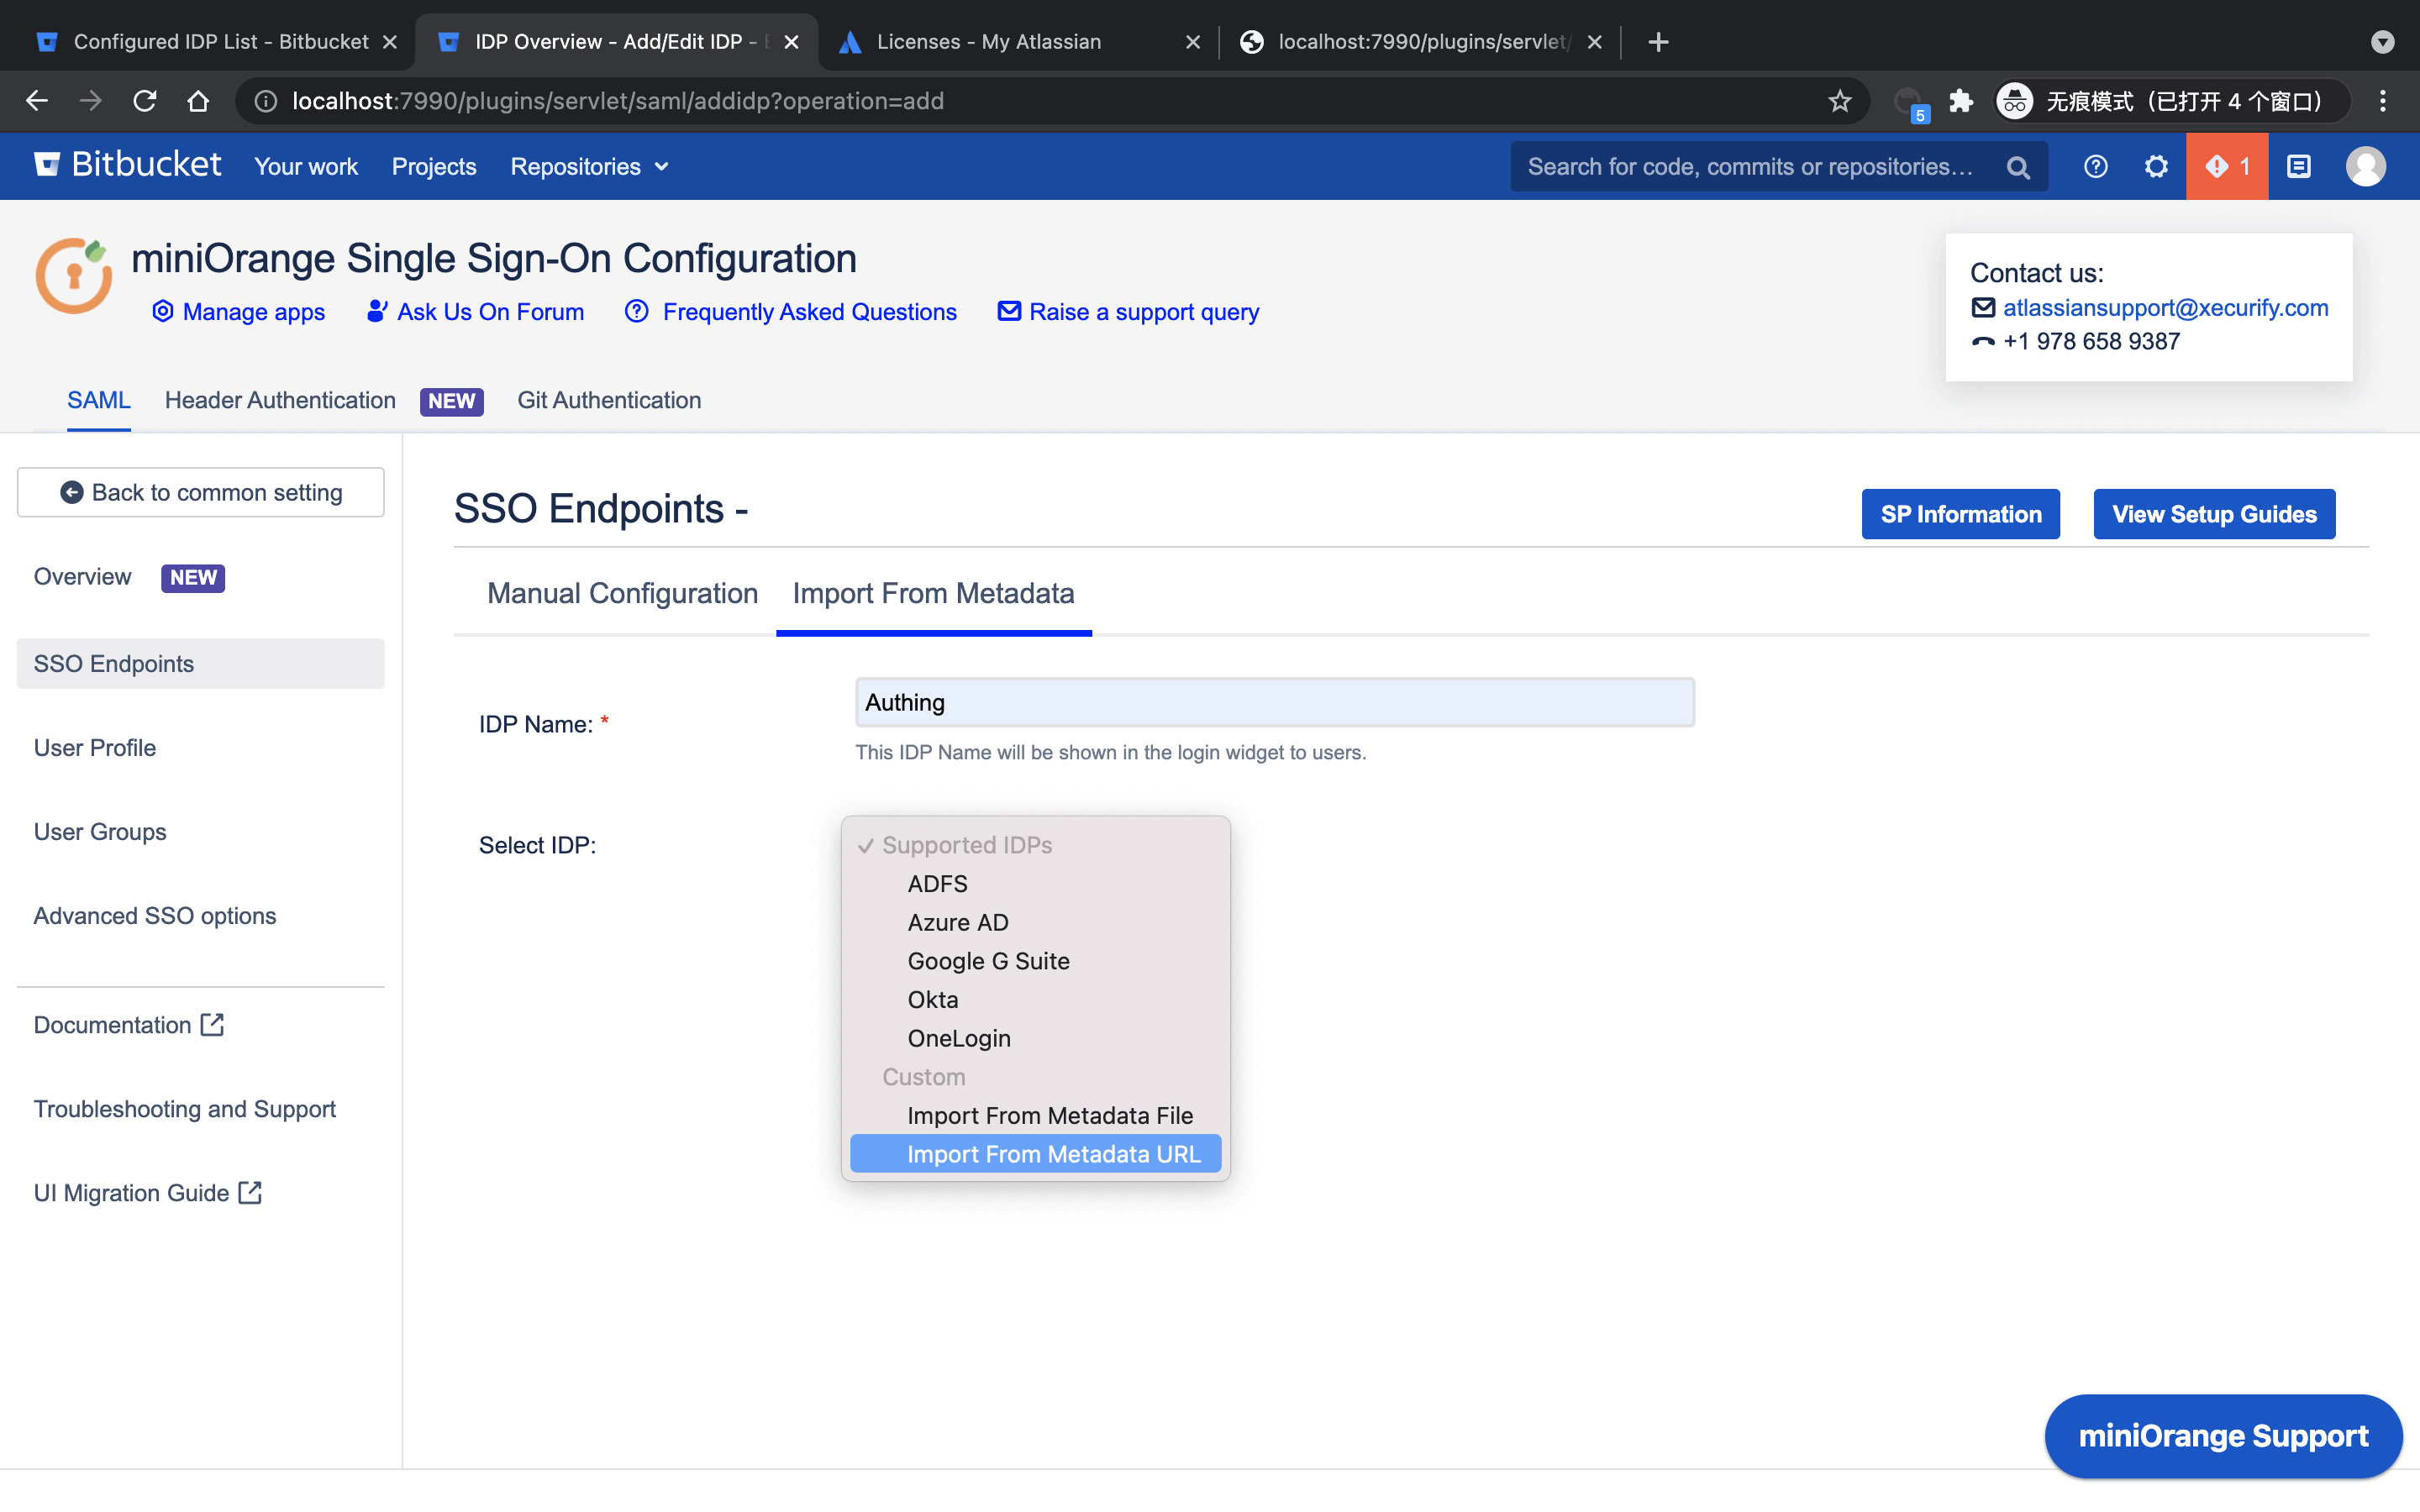 Configured IDP List - Bitbucket
IDP Overview - Add/Edit IDP -
Licenses - My Atlassian
localhost:7990/plugins/servlet/
localhost:7990/plugins/servlet/saml/addidp?operation=add
5
无痕模式（已打开 4 个窗口）
Bitbucket
Your work
Projects
Repositories
Search for code, commits or repositories...
1
miniOrange Single Sign-On Configuration
Manage apps
Ask Us On Forum
Frequently Asked Questions
Raise a support query
Contact us:
atlassiansupport@xecurify.com
+1 978 658 9387
SAML
Header Authentication
NEW
Git Authentication
Back to common setting
Overview
NEW
SSO Endpoints
User Profile
User Groups
Advanced SSO options
Documentation
Troubleshooting and Support
UI Migration Guide
SSO Endpoints -
SP Information
View Setup Guides
Manual Configuration
Import From Metadata
IDP Name: *
Authing
This IDP Name will be shown in the login widget to users.
Select IDP:
✓ Supported IDPs
ADFS
Azure AD
Google G Suite
Okta
OneLogin
Custom
Import From Metadata File
Import From Metadata URL
miniOrange Support